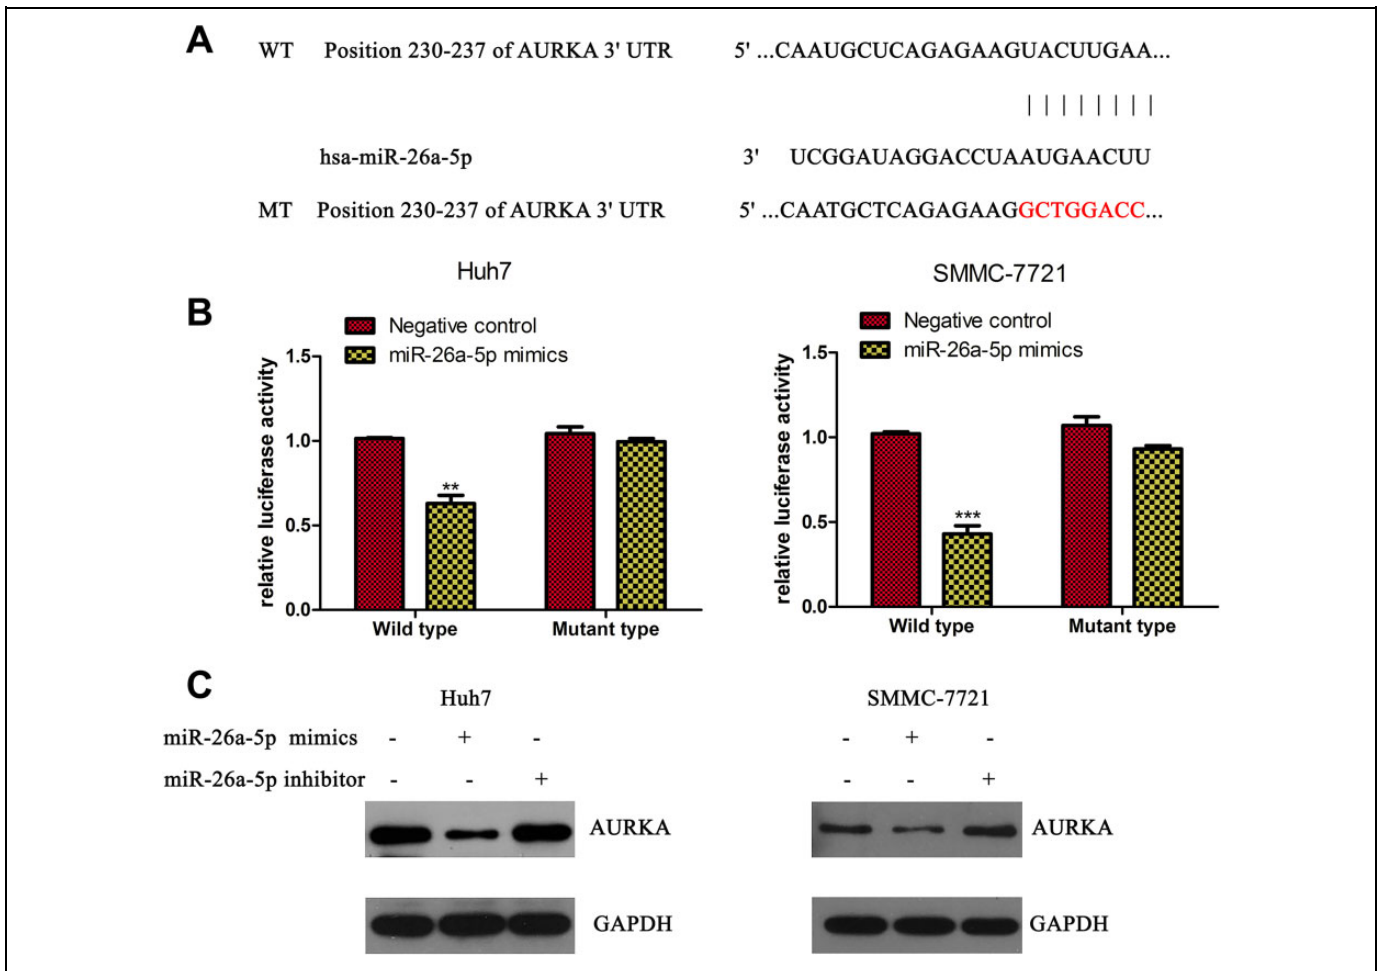 A
WT Position 230-237 of AURKA 3' UTR 5' ...CAAUGCUCAGAGAAGUACUUGAA...
| | | | | | | |
hsa-miR-26a-5p 3' UCGGAUAGGACCUAAUGAACUU
MT Position 230-237 of AURKA 3' UTR 5' ...CAATGCTCAGAGAAGGCTGGACC...
B
Huh7
Negative control
miR-26a-5p mimics
relative luciferase activity
1.5
1.0
**
0.5
0.0
Wild type Mutant type
SMMC-7721
Negative control
miR-26a-5p mimics
relative luciferase activity
1.5
1.0
0.5
***
0.0
Wild type Mutant type
C
Huh7 SMMC-7721
miR-26a-5p mimics - + - - + -
miR-26a-5p inhibitor - - + - - +
AURKA AURKA
GAPDH GAPDH